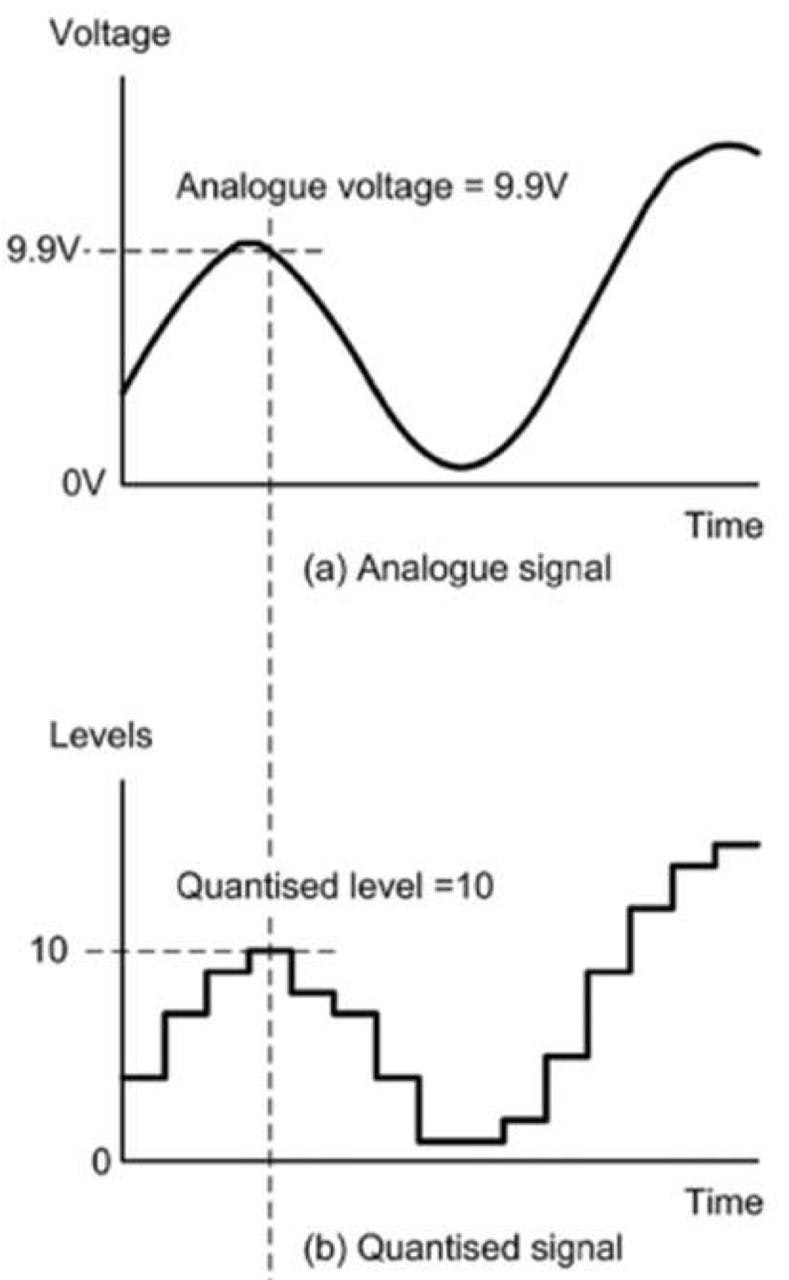 Voltage
Analogue voltage = 9.9V
9.9V
0V
Time
(a) Analogue signal
Levels
Quantised level =10
10
0
Time
(b) Quantised signal